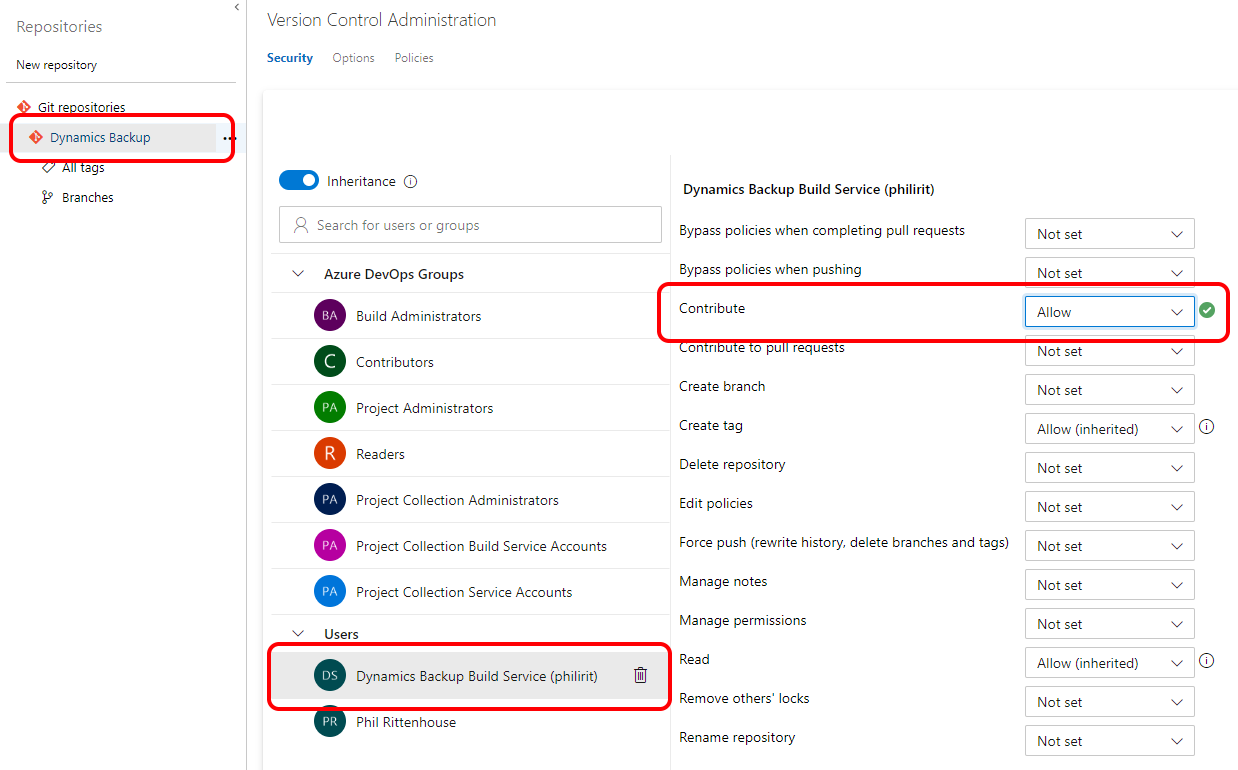 Repositories
New repository
Git repositories
Dynamics Backup
All tags
Branches
Version Control Administration
Security Options Policies
Inheritance
Search for users or groups
Azure DevOps Groups
BA Build Administrators
C Contributors
PA Project Administrators
R Readers
PA Project Collection Administrators
PA Project Collection Build Service Accounts
PA Project Collection Service Accounts
Users
DS Dynamics Backup Build Service (philirit)
PR Phil Rittenhouse
Dynamics Backup Build Service (philirit)
Bypass policies when completing pull requests Not set
Bypass policies when pushing Not set
Contribute Allow
Contribute to pull requests Not set
Create branch Not set
Create tag Allow (inherited)
Delete repository Not set
Edit policies Not set
Force push (rewrite history, delete branches and tags) Not set
Manage notes Not set
Manage permissions Not set
Read Allow (inherited)
Remove others' locks Not set
Rename repository Not set